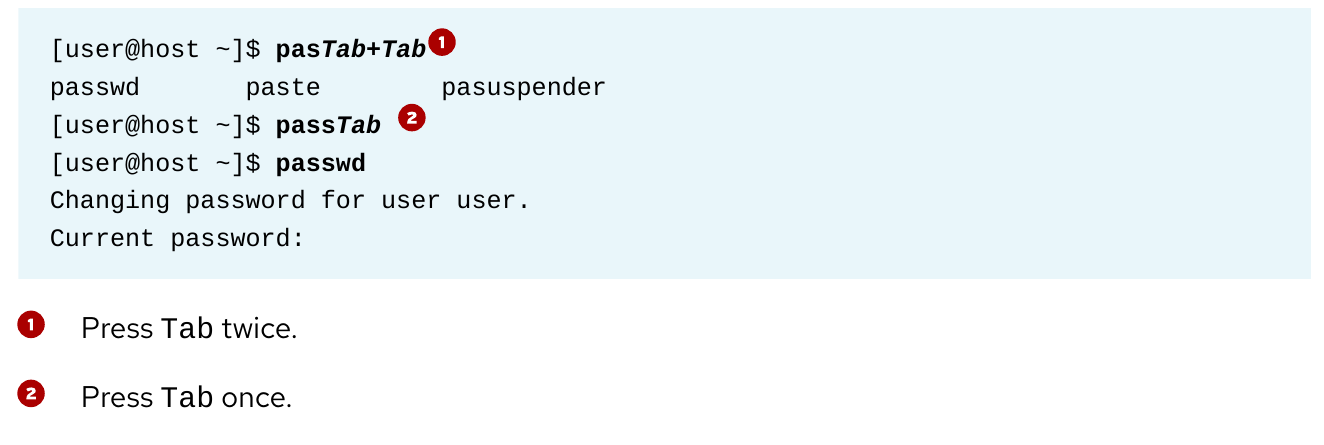 [user@host ~]$ pasTab+Tab 1
passwd paste pasuspender
[user@host ~]$ passTab 2
[user@host ~]$ passwd
Changing password for user user.
Current password:
1 Press Tab twice.
2 Press Tab once.